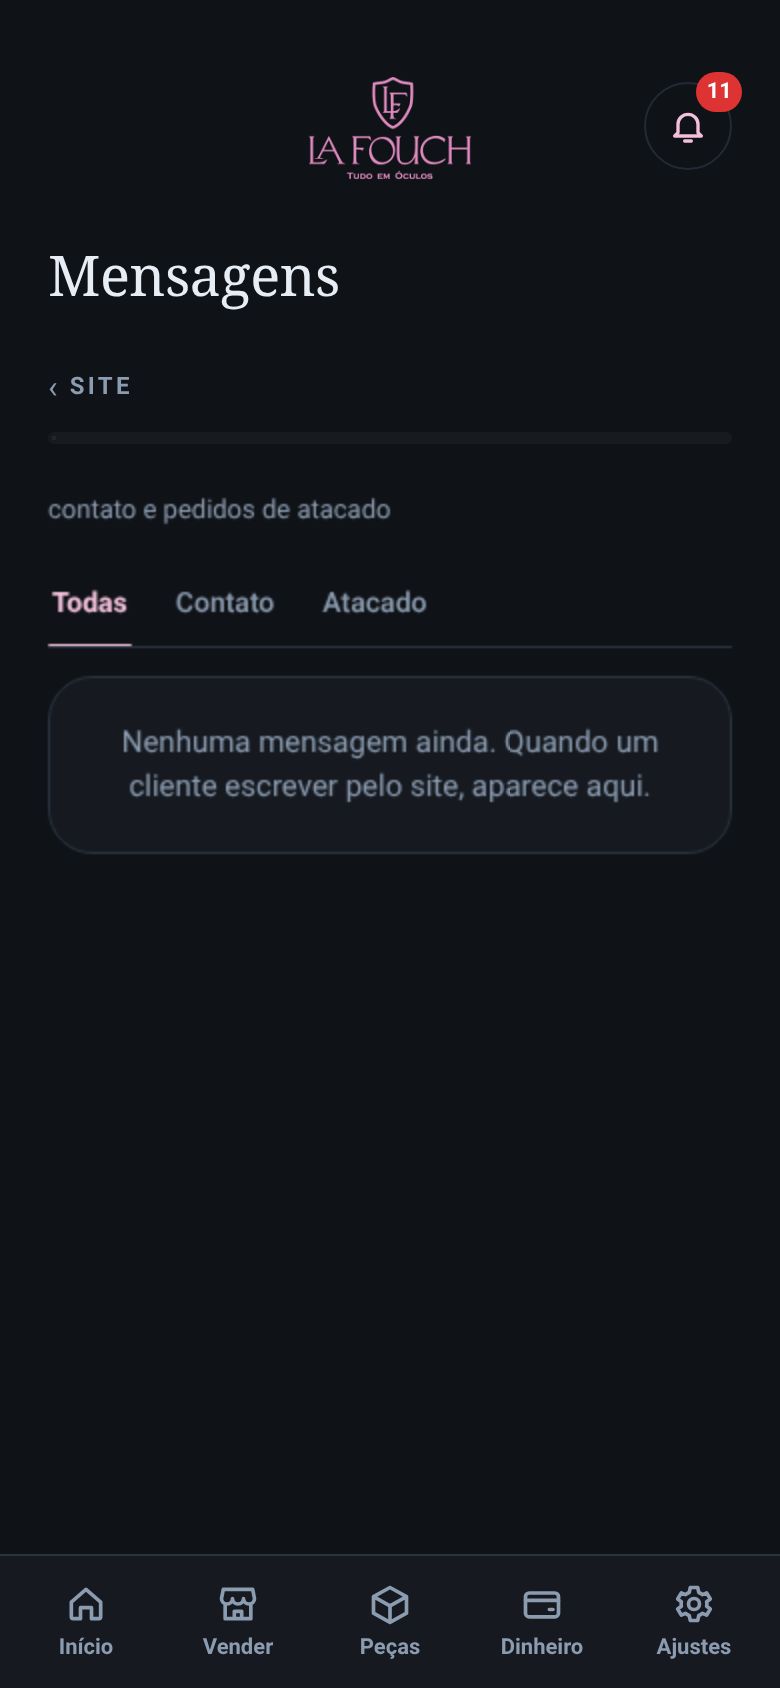 LF
LA FOUCH
TUDO EM ÓCULOS
11
Mensagens
‹ SITE
contato e pedidos de atacado
Todas Contato Atacado
Nenhuma mensagem ainda. Quando um
cliente escrever pelo site, aparece aqui.
Início Vender Peças Dinheiro Ajustes